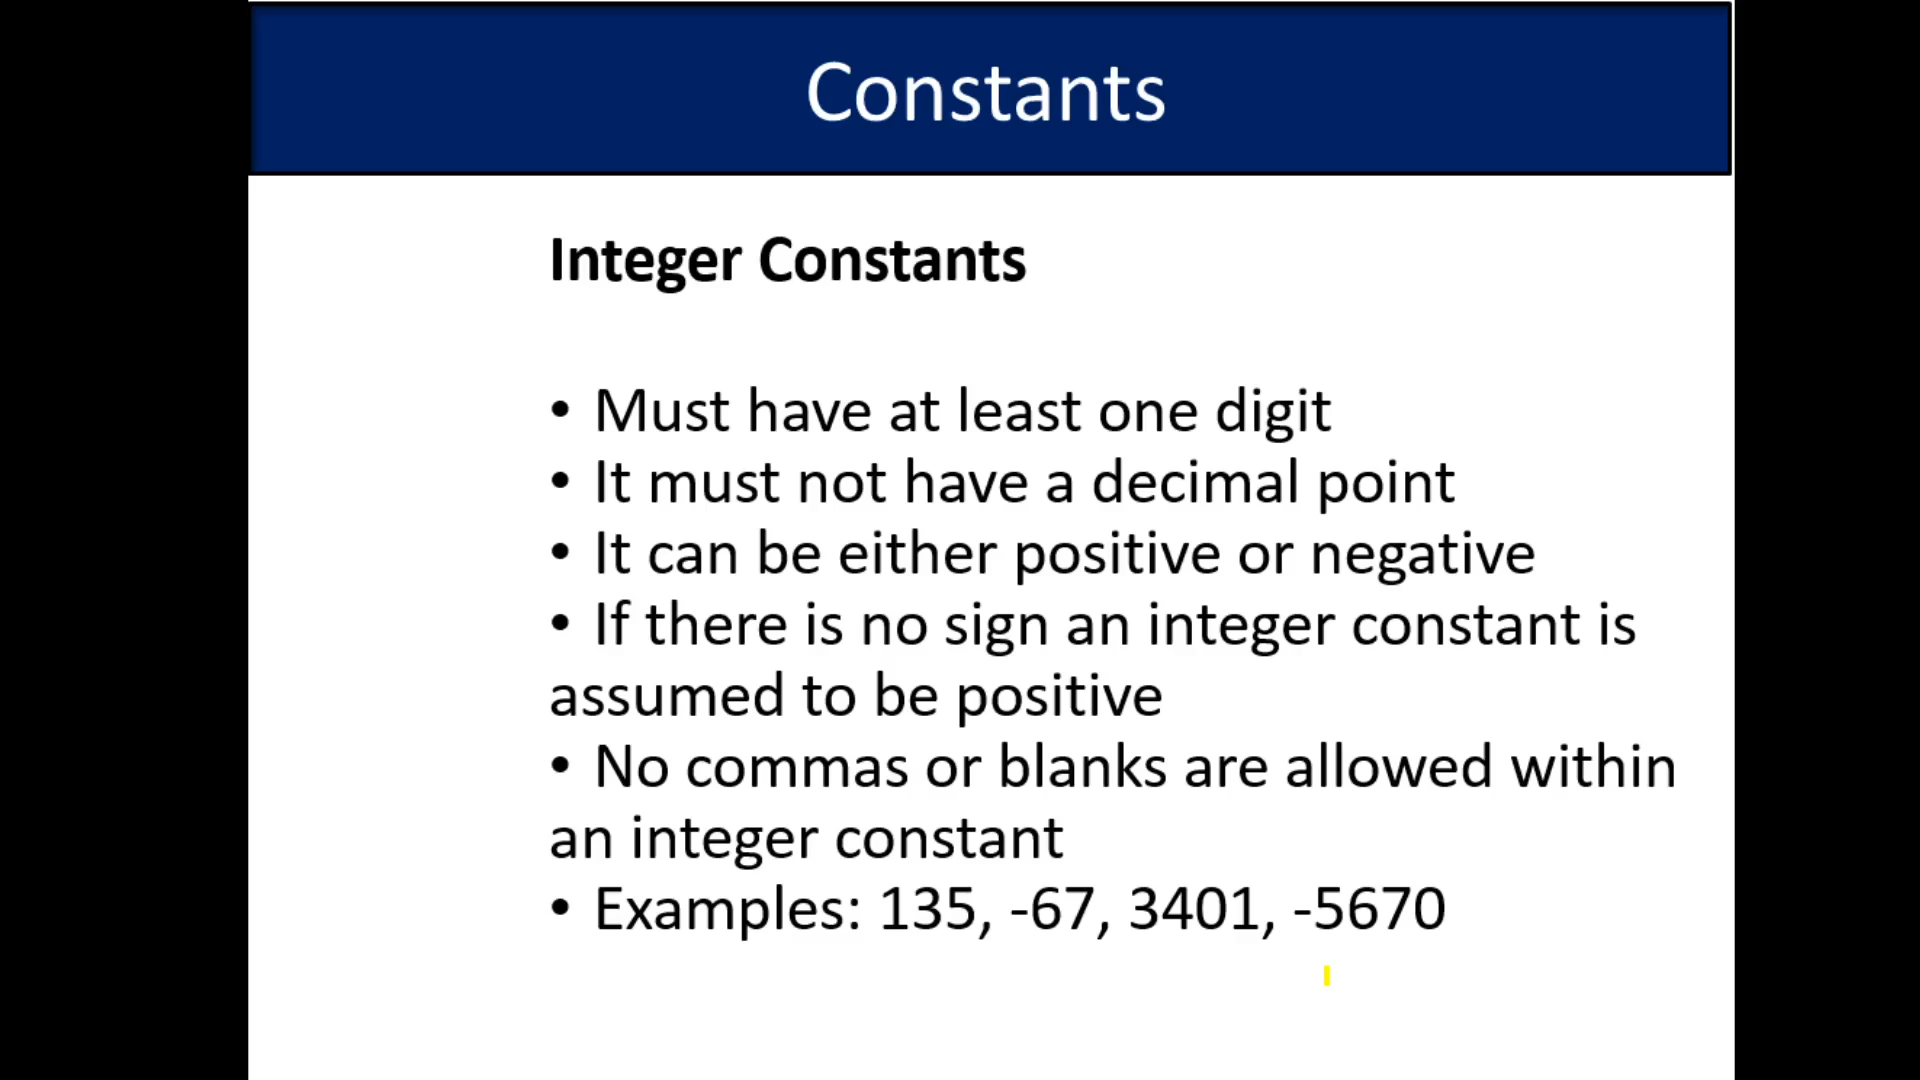 Constants
Integer Constants
• Must have at least one digit
• It must not have a decimal point
• It can be either positive or negative
• If there is no sign an integer constant is
assumed to be positive
• No commas or blanks are allowed within
an integer constant
• Examples: 135, -67, 3401, -5670